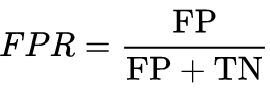 FPR = FP / (FP + TN)